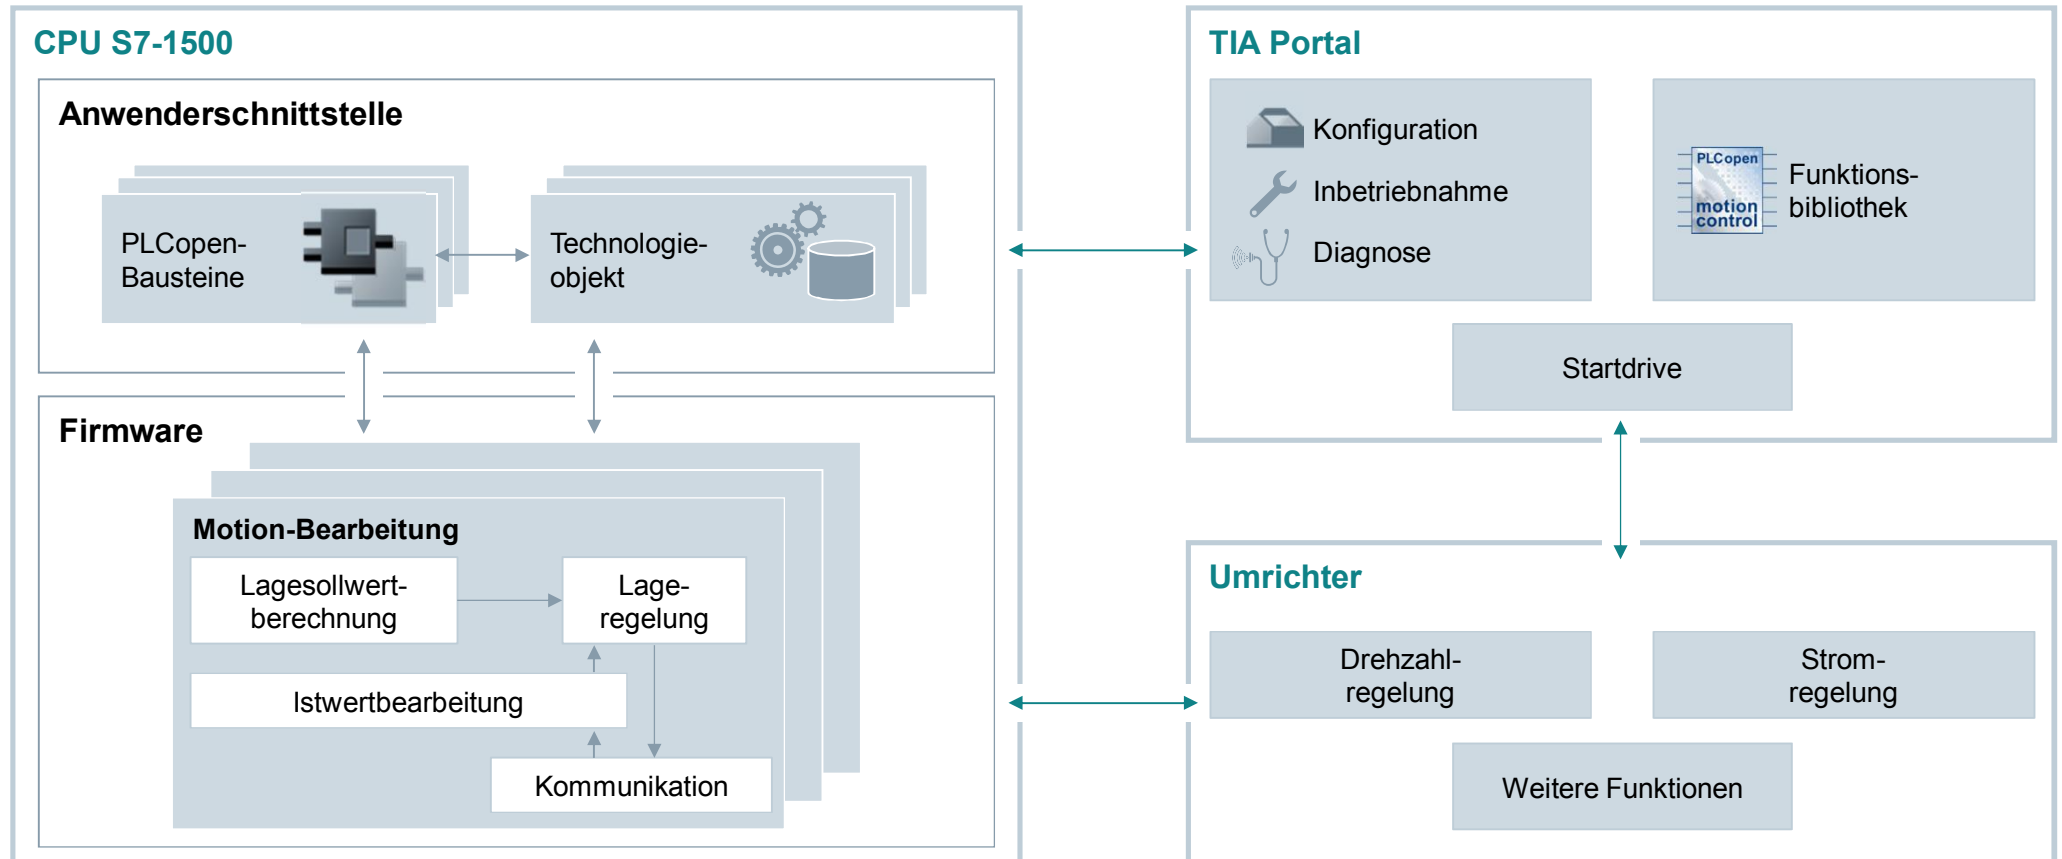 CPU S7-1500
Anwenderschnittstelle
PLCopen-
Bausteine
Technologie-
objekt
Firmware
Motion-Bearbeitung
Lagesollwert-
berechnung
Lage-
regelung
Istwertbearbeitung
Kommunikation
TIA Portal
Konfiguration
Inbetriebnahme
Diagnose
PLCopen
motion
control
Funktions-
bibliothek
Startdrive
Umrichter
Drehzahl-
regelung
Strom-
regelung
Weitere Funktionen